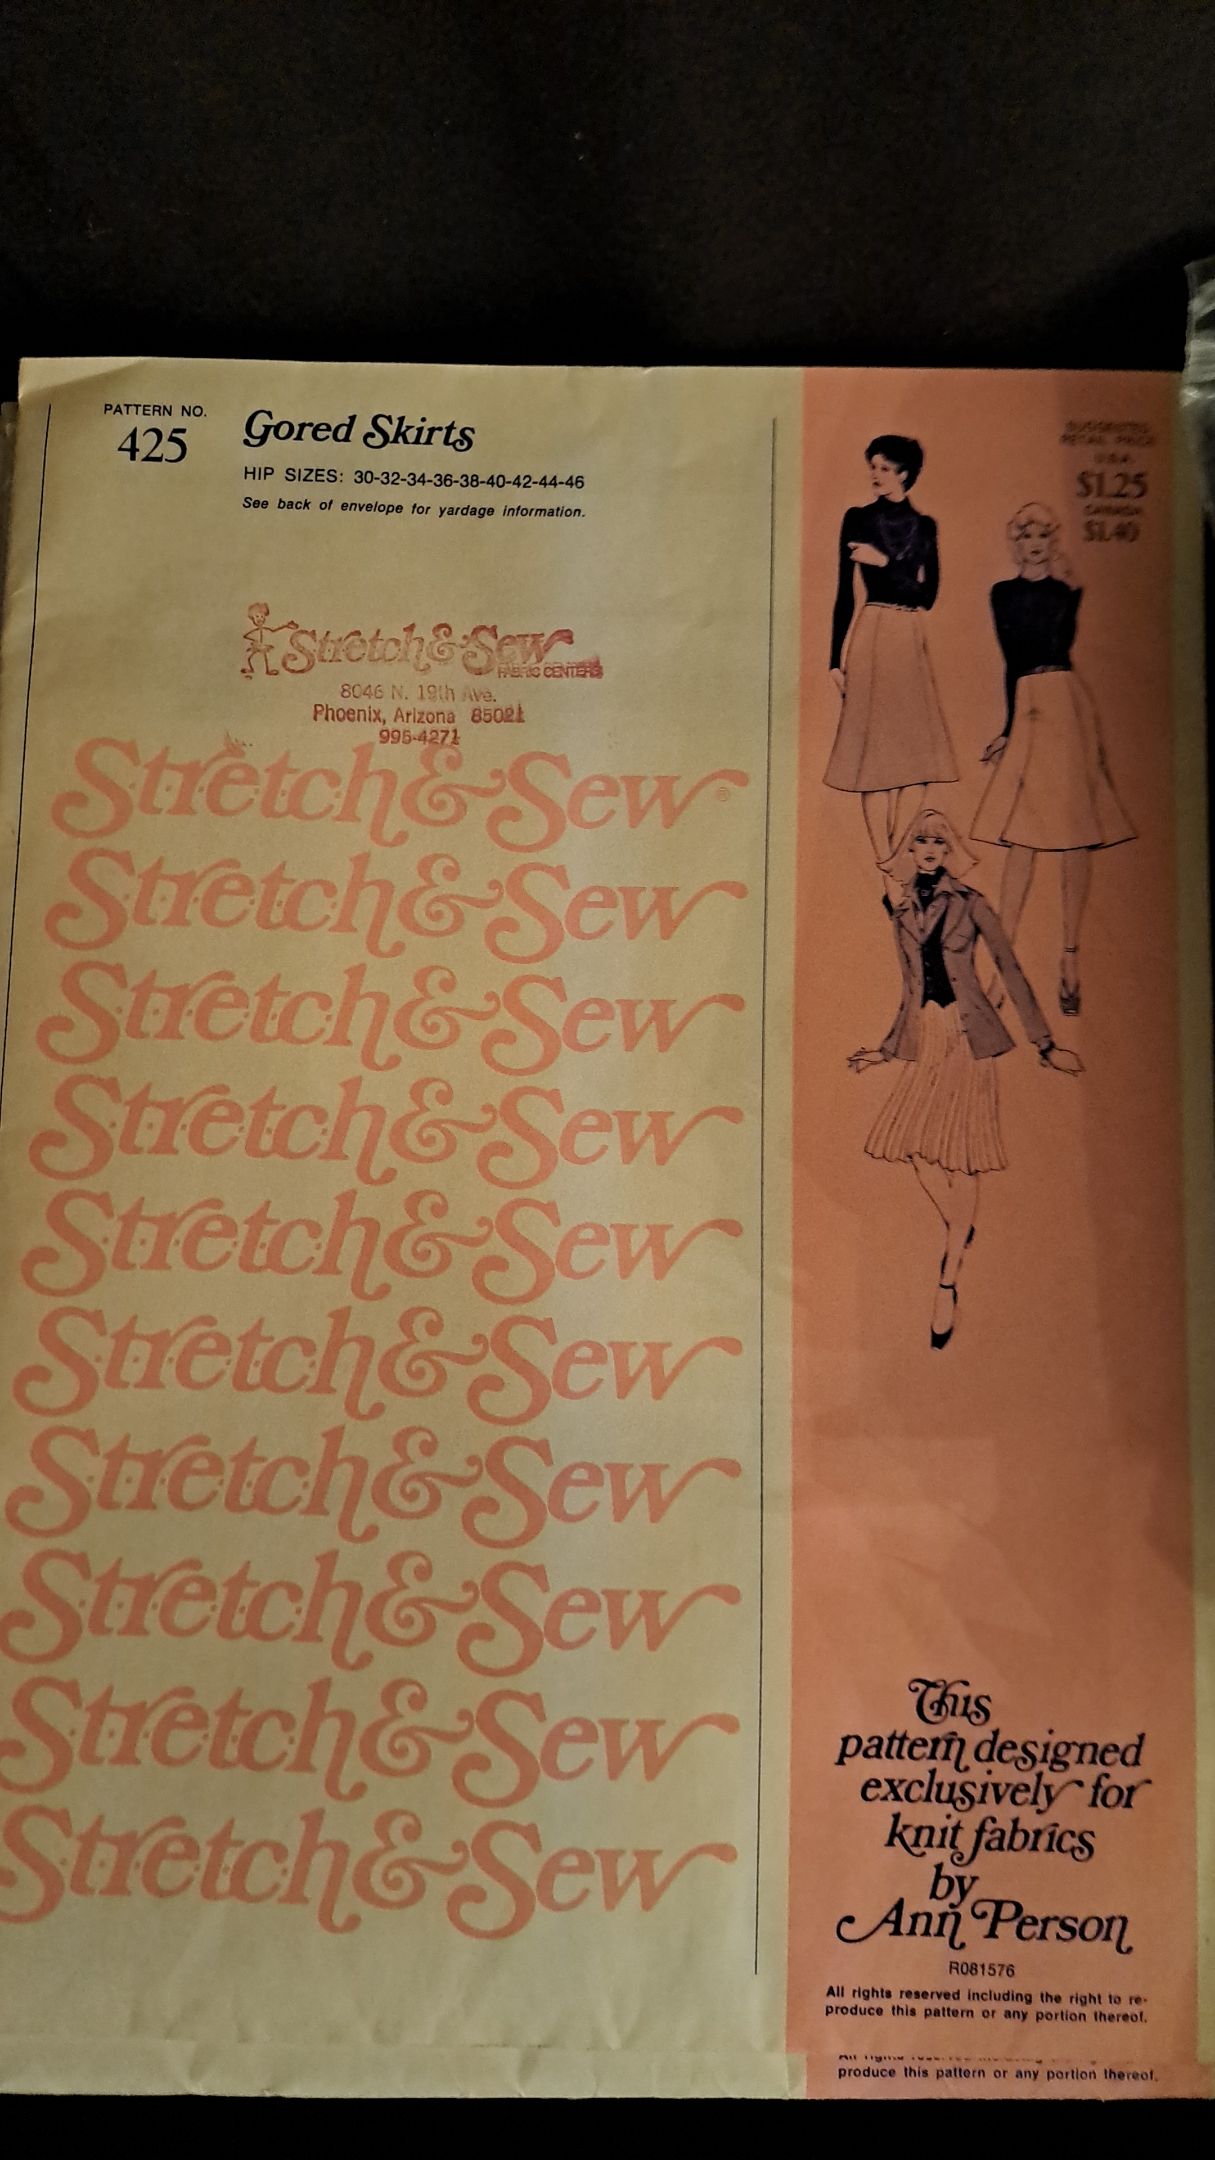 PATTERN NO.
425
Gored Skirts
HIP SIZES: 30-32-34-36-38-40-42-44-46
See back of envelope for yardage information.
SUGGESTED
RETAIL PRICE
U.S.A.
$1.25
CANADA
$1.40
Stretch & Sew
FABRIC CENTERS
8046 N. 19th Ave.
Phoenix, Arizona 85021
995-4271
Stretch & Sew®
Stretch & Sew
Stretch & Sew
Stretch & Sew
Stretch & Sew
Stretch & Sew
Stretch & Sew
Stretch & Sew
Stretch & Sew
Stretch & Sew
This
pattern designed
exclusively for
knit fabrics
by
Ann Person
R081576
All rights reserved including the right to re-
produce this pattern or any portion thereof.
produce this pattern or any portion thereof.